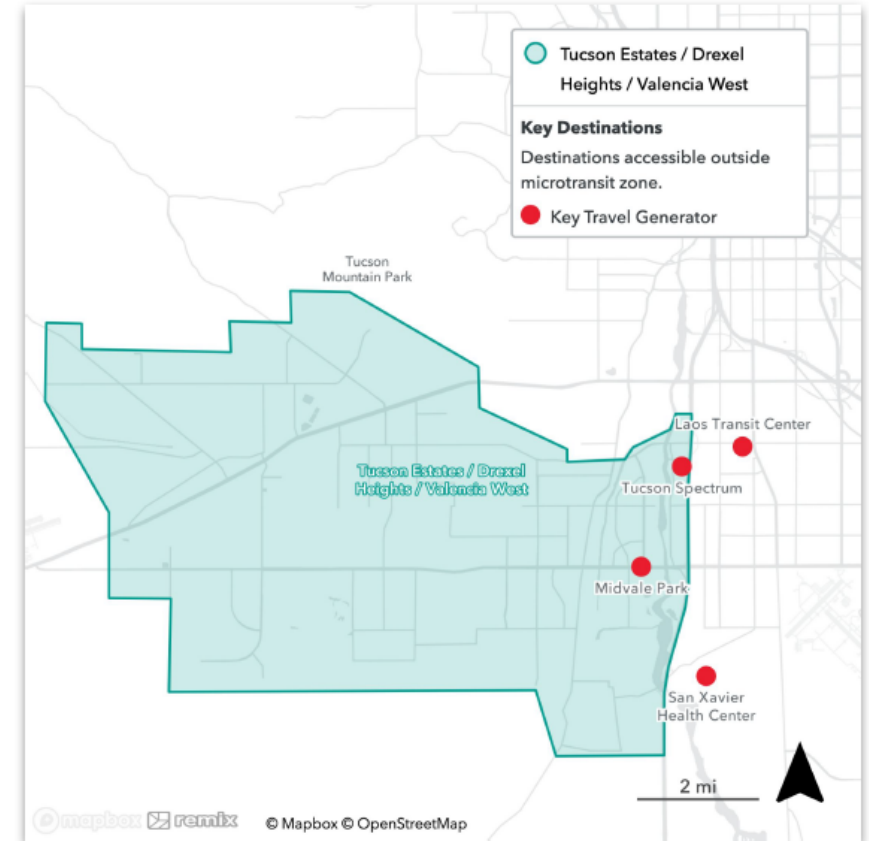 Tucson Estates / Drexel
Heights / Valencia West
Key Destinations
Destinations accessible outside
microtransit zone.
Key Travel Generator
Tucson
Mountain Park
Laos Transit Center
Tucson Estates / Drexel
Heights / Valencia West
Tucson Spectrum
Midvale Park
San Xavier
Health Center
2 mi
mapbox remix © Mapbox © OpenStreetMap